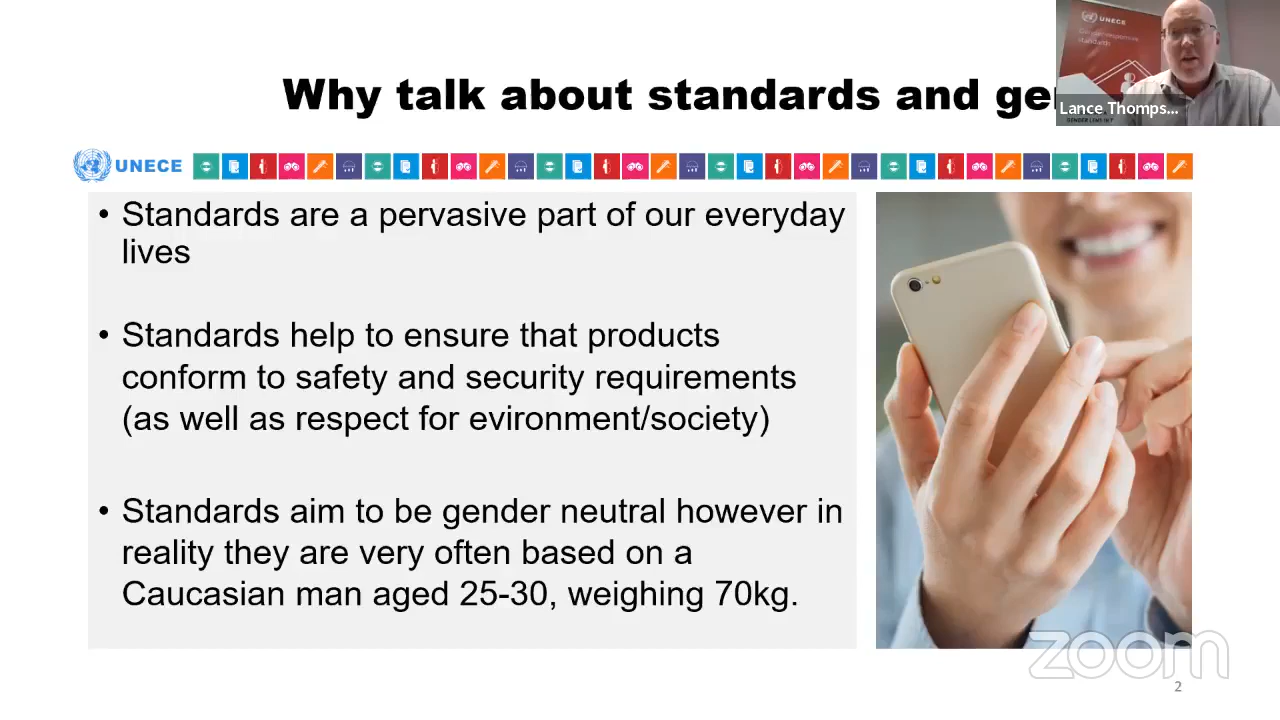 UNECE
Why talk about standards and ge
Lance Thomps...
UNECE
• Standards are a pervasive part of our everyday
lives
• Standards help to ensure that products
conform to safety and security requirements
(as well as respect for evironment/society)
• Standards aim to be gender neutral however in
reality they are very often based on a
Caucasian man aged 25-30, weighing 70kg.
zoom
2